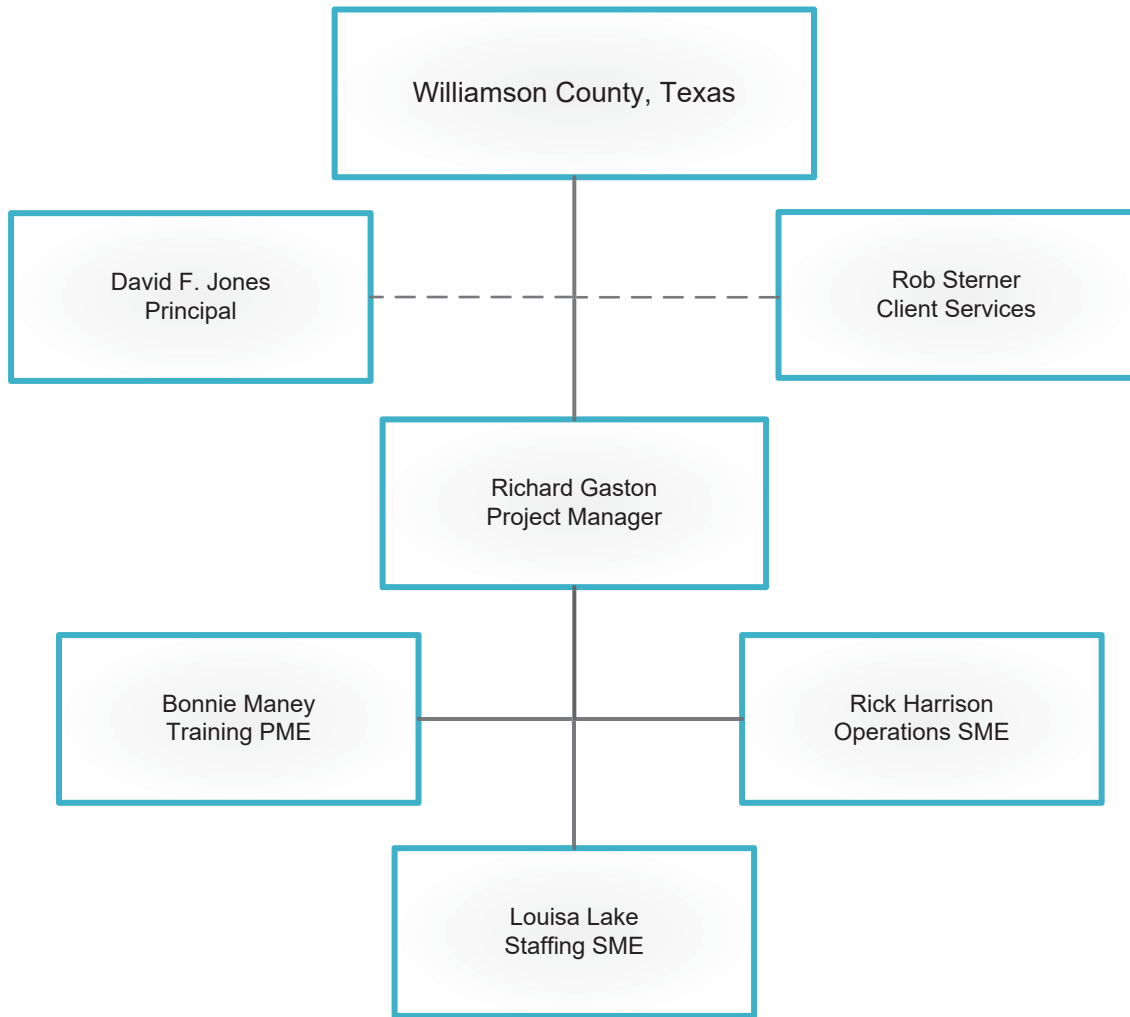 Williamson County, Texas
David F. Jones
Principal
Rob Sterner
Client Services
Richard Gaston
Project Manager
Bonnie Maney
Training PME
Rick Harrison
Operations SME
Louisa Lake
Staffing SME